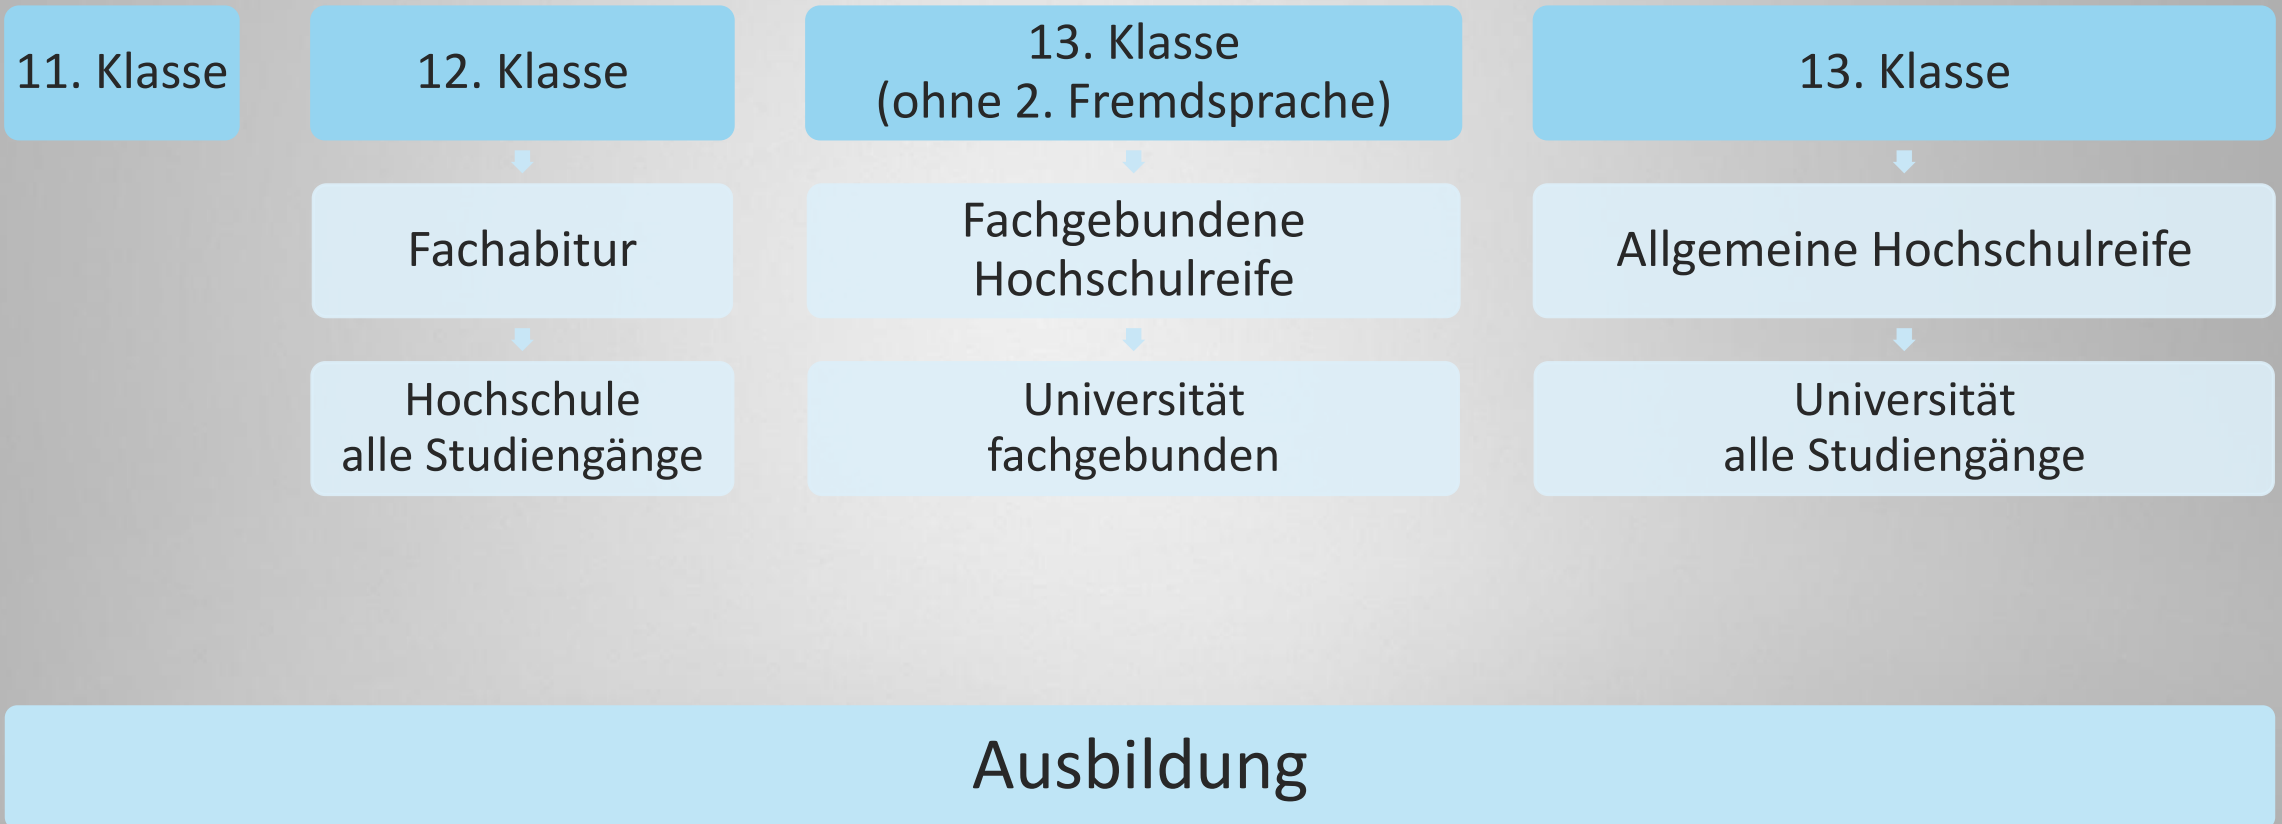 11. Klasse
12. Klasse
13. Klasse
(ohne 2. Fremdsprache)
13. Klasse
Fachabitur
Fachgebundene
Hochschulreife
Allgemeine Hochschulreife
Hochschule
alle Studiengänge
Universität
fachgebunden
Universität
alle Studiengänge
Ausbildung